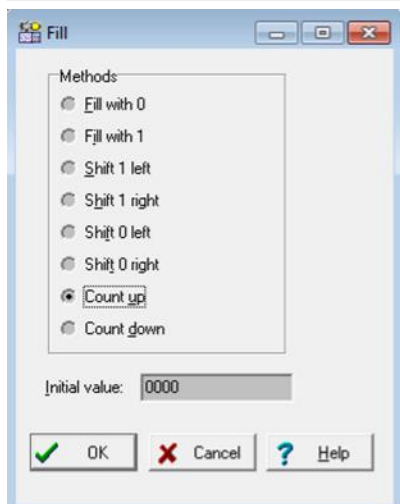 Fill
Methods
Fill with 0
Fill with 1
Shift 1 left
Shift 1 right
Shift 0 left
Shift 0 right
Count up
Count down
Initial value: 0000
OK Cancel ? Help